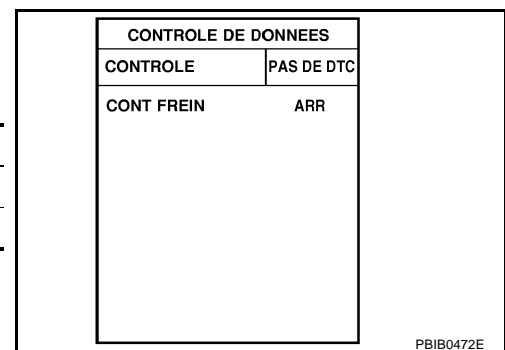 CONTROLE DE DONNEES
CONTROLE PAS DE DTC
CONT FREIN ARR
PBIB0472E